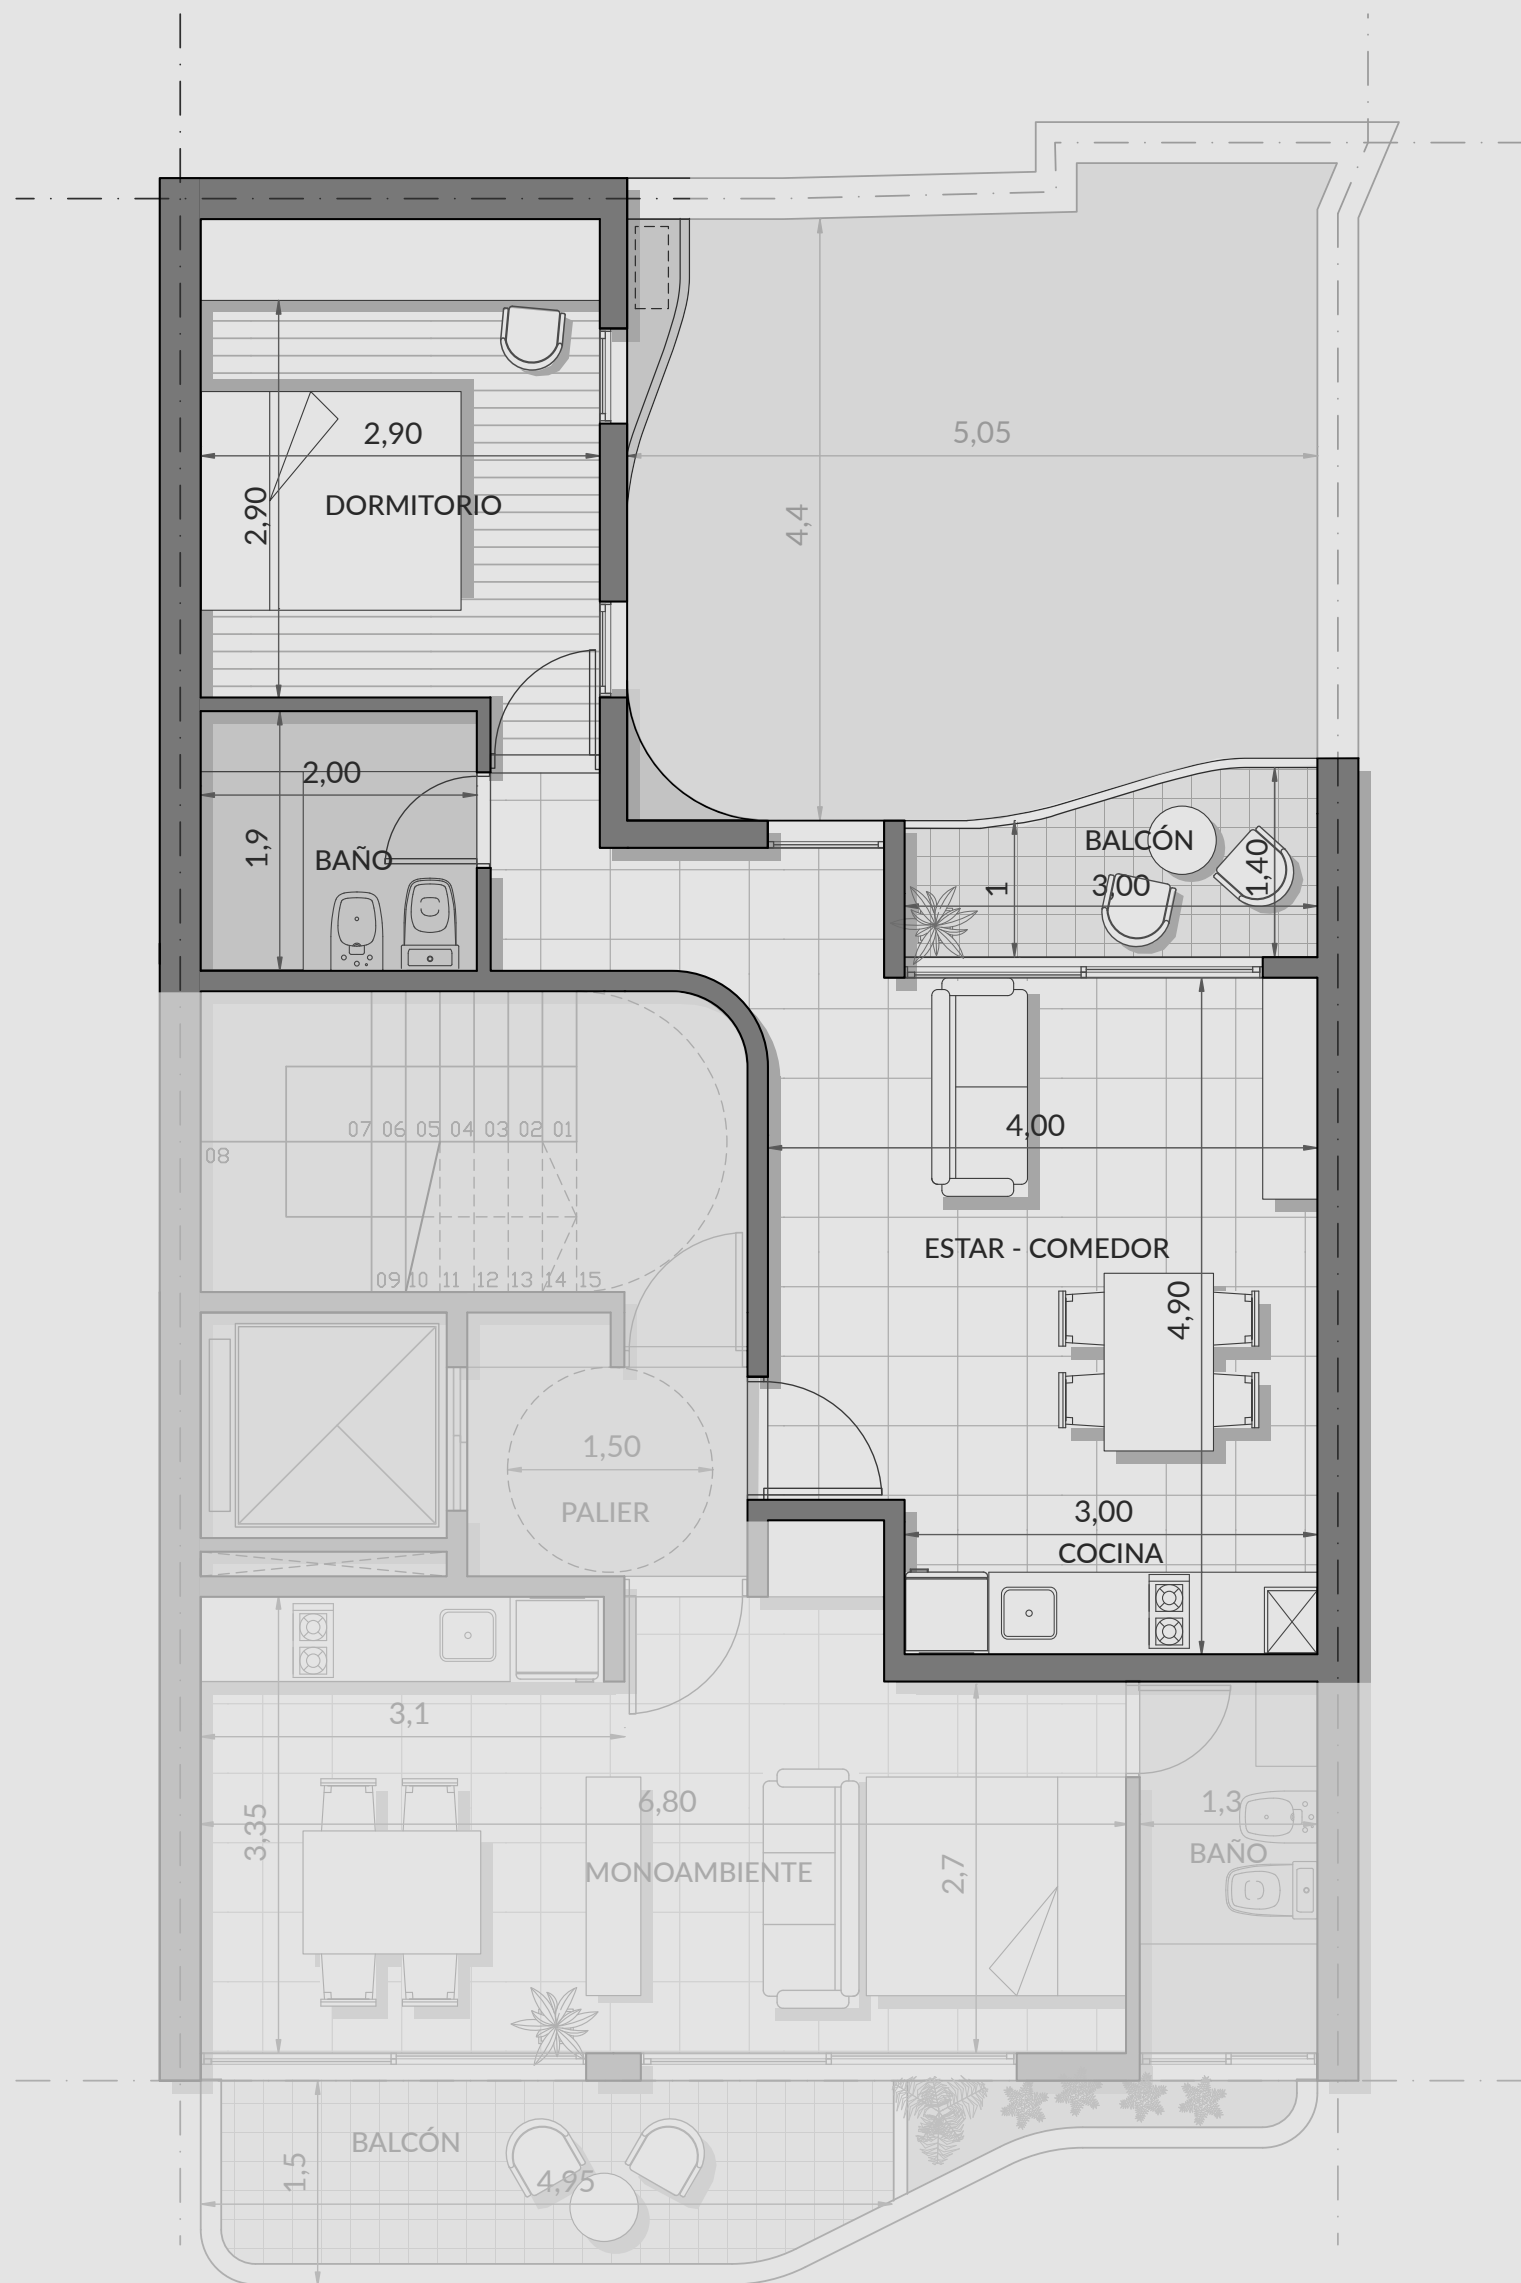 2,90
5,05
2,90
DORMITORIO
4,4
2,00
1,9
BAÑO
BALCÓN
1,40
1
3,00
4,00
07 06 05 04 03 02 01
08
ESTAR - COMEDOR
09 10 11 12 13 14 15
4,90
1,50
PALIER
3,00
COCINA
3,1
6,80
1,3
3,35
BAÑO
MONOAMBIENTE
2,7
BALCÓN
1,5
4,95